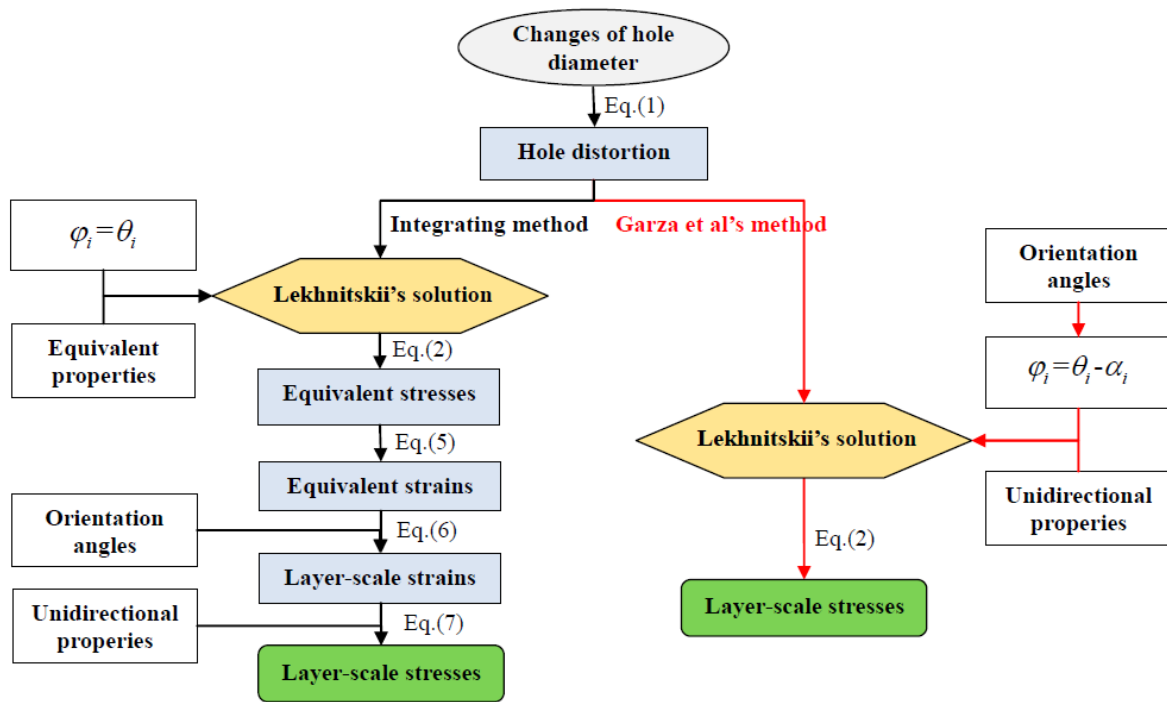 Changes of hole
diameter
Eq.(1)
Hole distortion
Integrating method
Garza et al’s method
φᵢ=θᵢ
Lekhnitskii’s solution
Equivalent
properties
Eq.(2)
Equivalent stresses
Eq.(5)
Equivalent strains
Orientation
angles
Eq.(6)
Layer-scale strains
Unidirectional
properies
Eq.(7)
Layer-scale stresses
Orientation
angles
φᵢ=θᵢ-αᵢ
Lekhnitskii’s solution
Unidirectional
properies
Eq.(2)
Layer-scale stresses